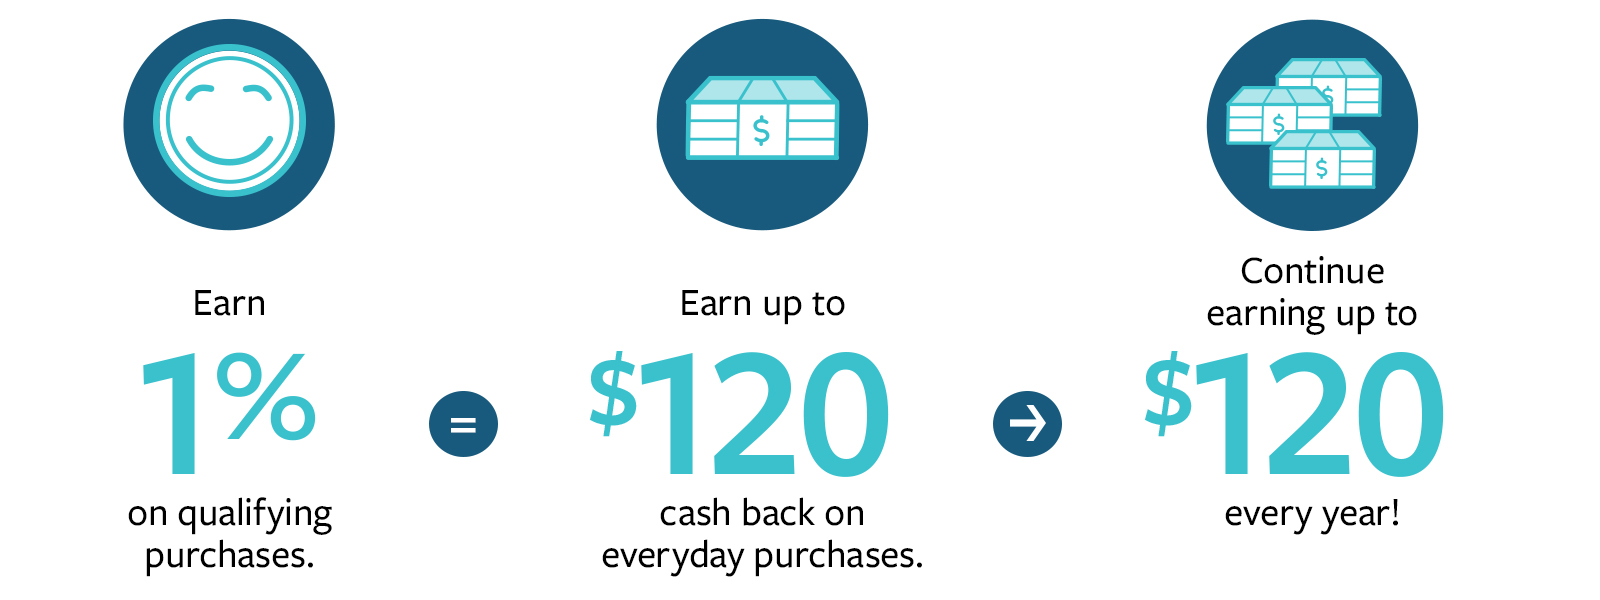 $
$
$
$
Earn
1%
on qualifying
purchases.
=
Earn up to
$120
cash back on
everyday purchases.
→
Continue
earning up to
$120
every year!